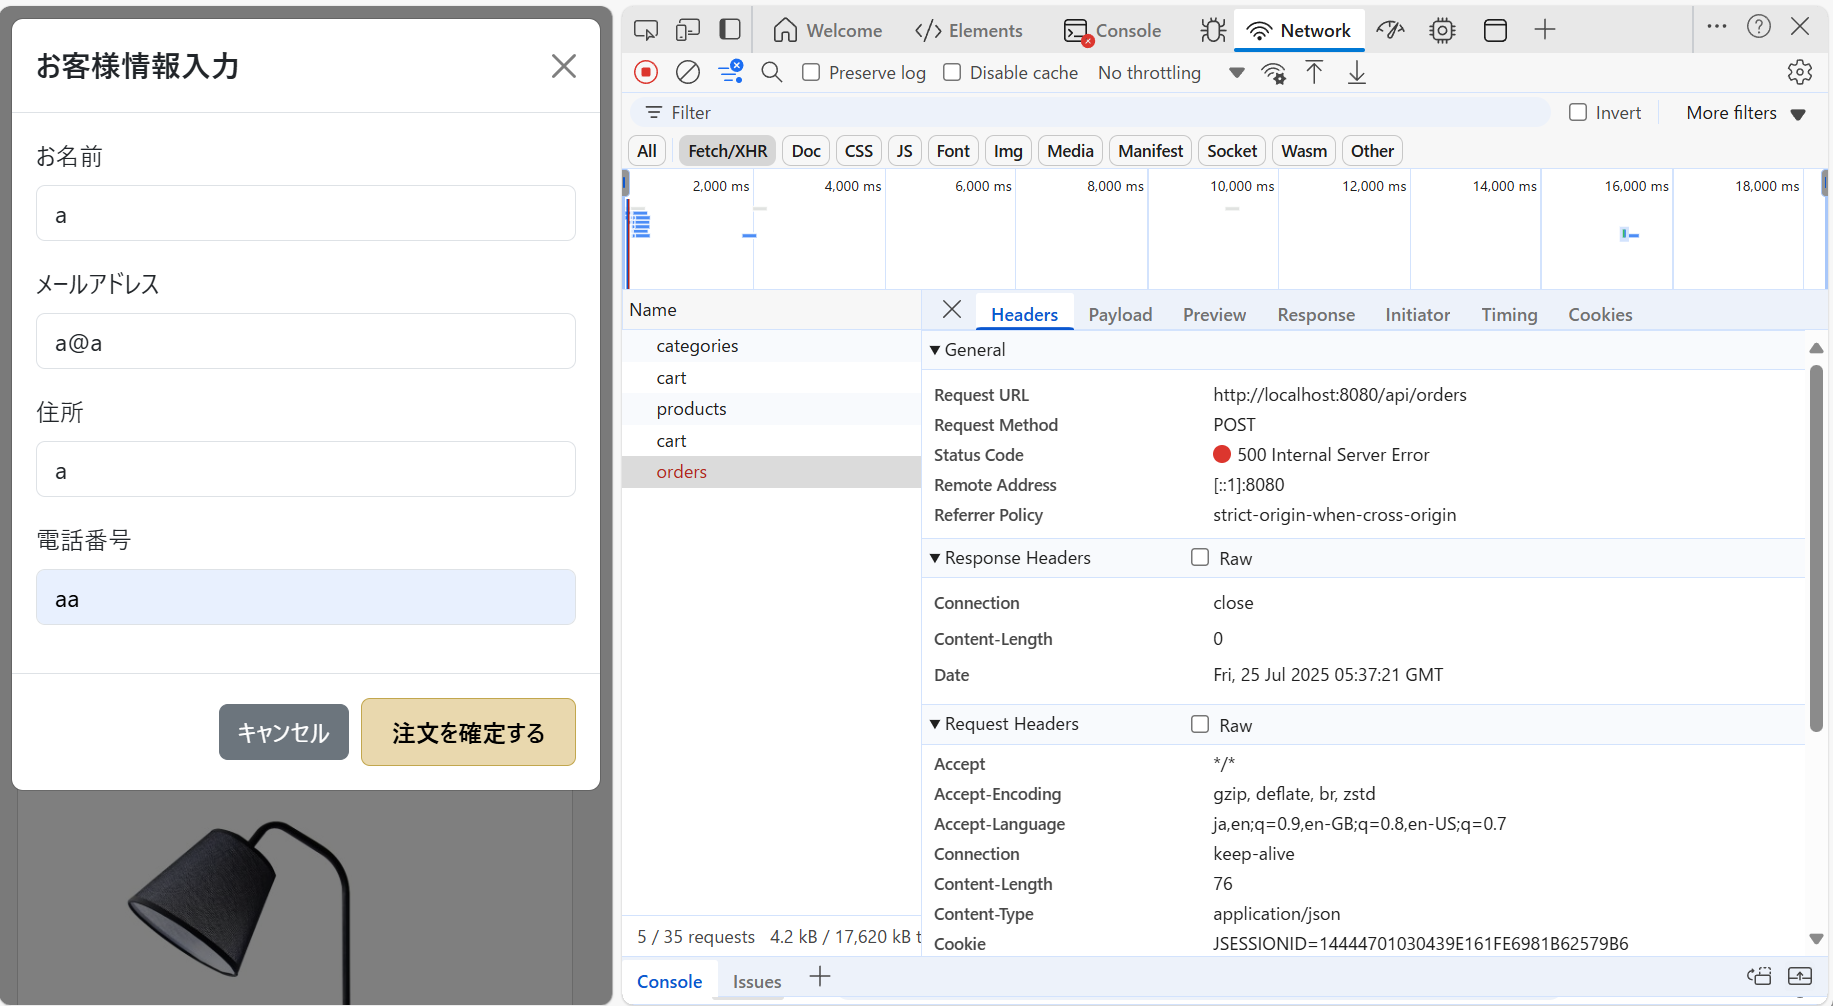 お客様情報入力
お名前
a
メールアドレス
a@a
住所
a
電話番号
aa
キャンセル
注文を確定する
Welcome
Elements
Console
Network
Preserve log
Disable cache
No throttling
Filter
Invert
More filters
All
Fetch/XHR
Doc
CSS
JS
Font
Img
Media
Manifest
Socket
Wasm
Other
2,000 ms
4,000 ms
6,000 ms
8,000 ms
10,000 ms
12,000 ms
14,000 ms
16,000 ms
18,000 ms
Name
categories
cart
products
cart
orders
5 / 35 requests 4.2 kB / 17,620 kB t
Headers
Payload
Preview
Response
Initiator
Timing
Cookies
General
Request URL http://localhost:8080/api/orders
Request Method POST
Status Code 500 Internal Server Error
Remote Address [::1]:8080
Referrer Policy strict-origin-when-cross-origin
Response Headers Raw
Connection close
Content-Length 0
Date Fri, 25 Jul 2025 05:37:21 GMT
Request Headers Raw
Accept */*
Accept-Encoding gzip, deflate, br, zstd
Accept-Language ja,en;q=0.9,en-GB;q=0.8,en-US;q=0.7
Connection keep-alive
Content-Length 76
Content-Type application/json
Cookie JSESSIONID=14444701030439E161FE6981B62579B6
Console
Issues